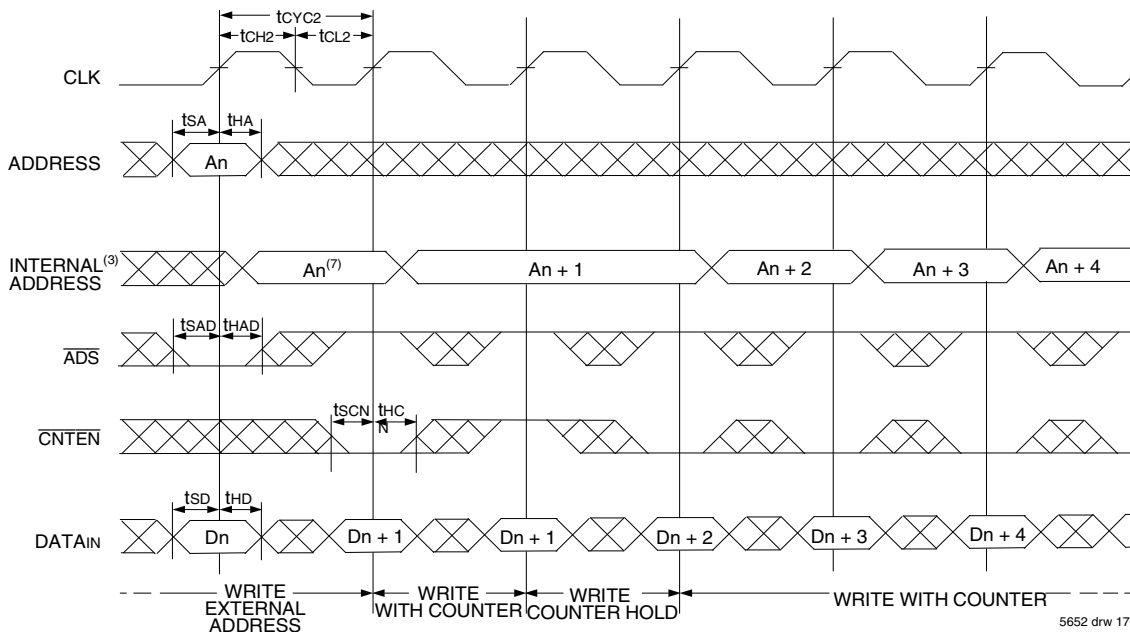 tCYC2
tCH2 tCL2
CLK
tSA tHA
ADDRESS An
INTERNAL(3)
ADDRESS
An(7) An + 1 An + 2 An + 3 An + 4
tSAD tHAD
ADS
tSCN tHC
N
CNTEN
tSD tHD
DATAIN Dn Dn + 1 Dn + 1 Dn + 2 Dn + 3 Dn + 4
WRITE
EXTERNAL
ADDRESS
WRITE
WITH COUNTER
WRITE
COUNTER HOLD
WRITE WITH COUNTER
5652 drw 17